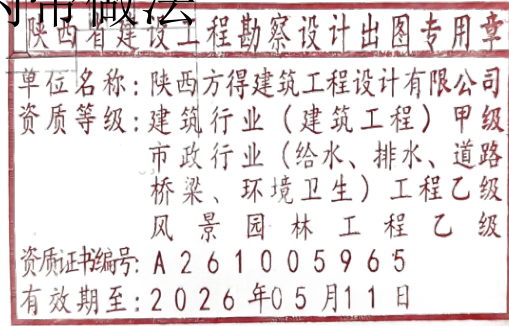 的常做法
陕西省建设工程勘察设计出图专用章
单位名称:陕西方得建筑工程设计有限公司
资质等级:建筑行业(建筑工程)甲级
市政行业(给水、排水、道路
桥梁、环境卫生)工程乙级
风景园林工程乙级
资质证书编号:A261005965
有效期至:2026年05月11日